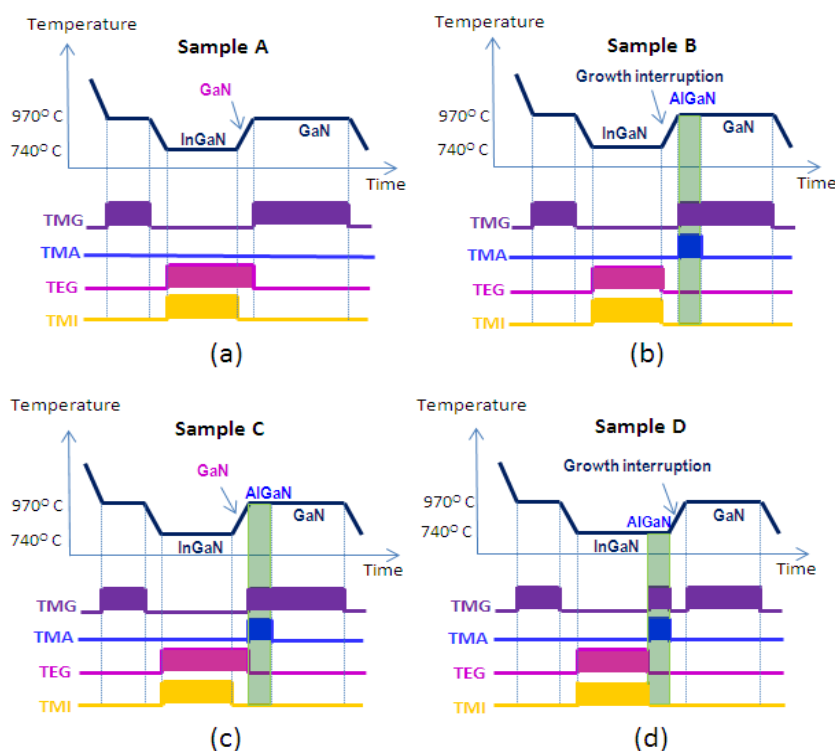 Temperature
Sample A
GaN
970° C
InGaN
GaN
740° C
Time
TMG
TMA
TEG
TMI
(a)
Temperature
Sample B
Growth interruption
AlGaN
970° C
InGaN
GaN
740° C
Time
TMG
TMA
TEG
TMI
(b)
Temperature
Sample C
GaN
AlGaN
970° C
GaN
740° C
InGaN
Time
TMG
TMA
TEG
TMI
(c)
Temperature
Sample D
Growth interruption
970° C
AlGaN
GaN
740° C
InGaN
Time
TMG
TMA
TEG
TMI
(d)